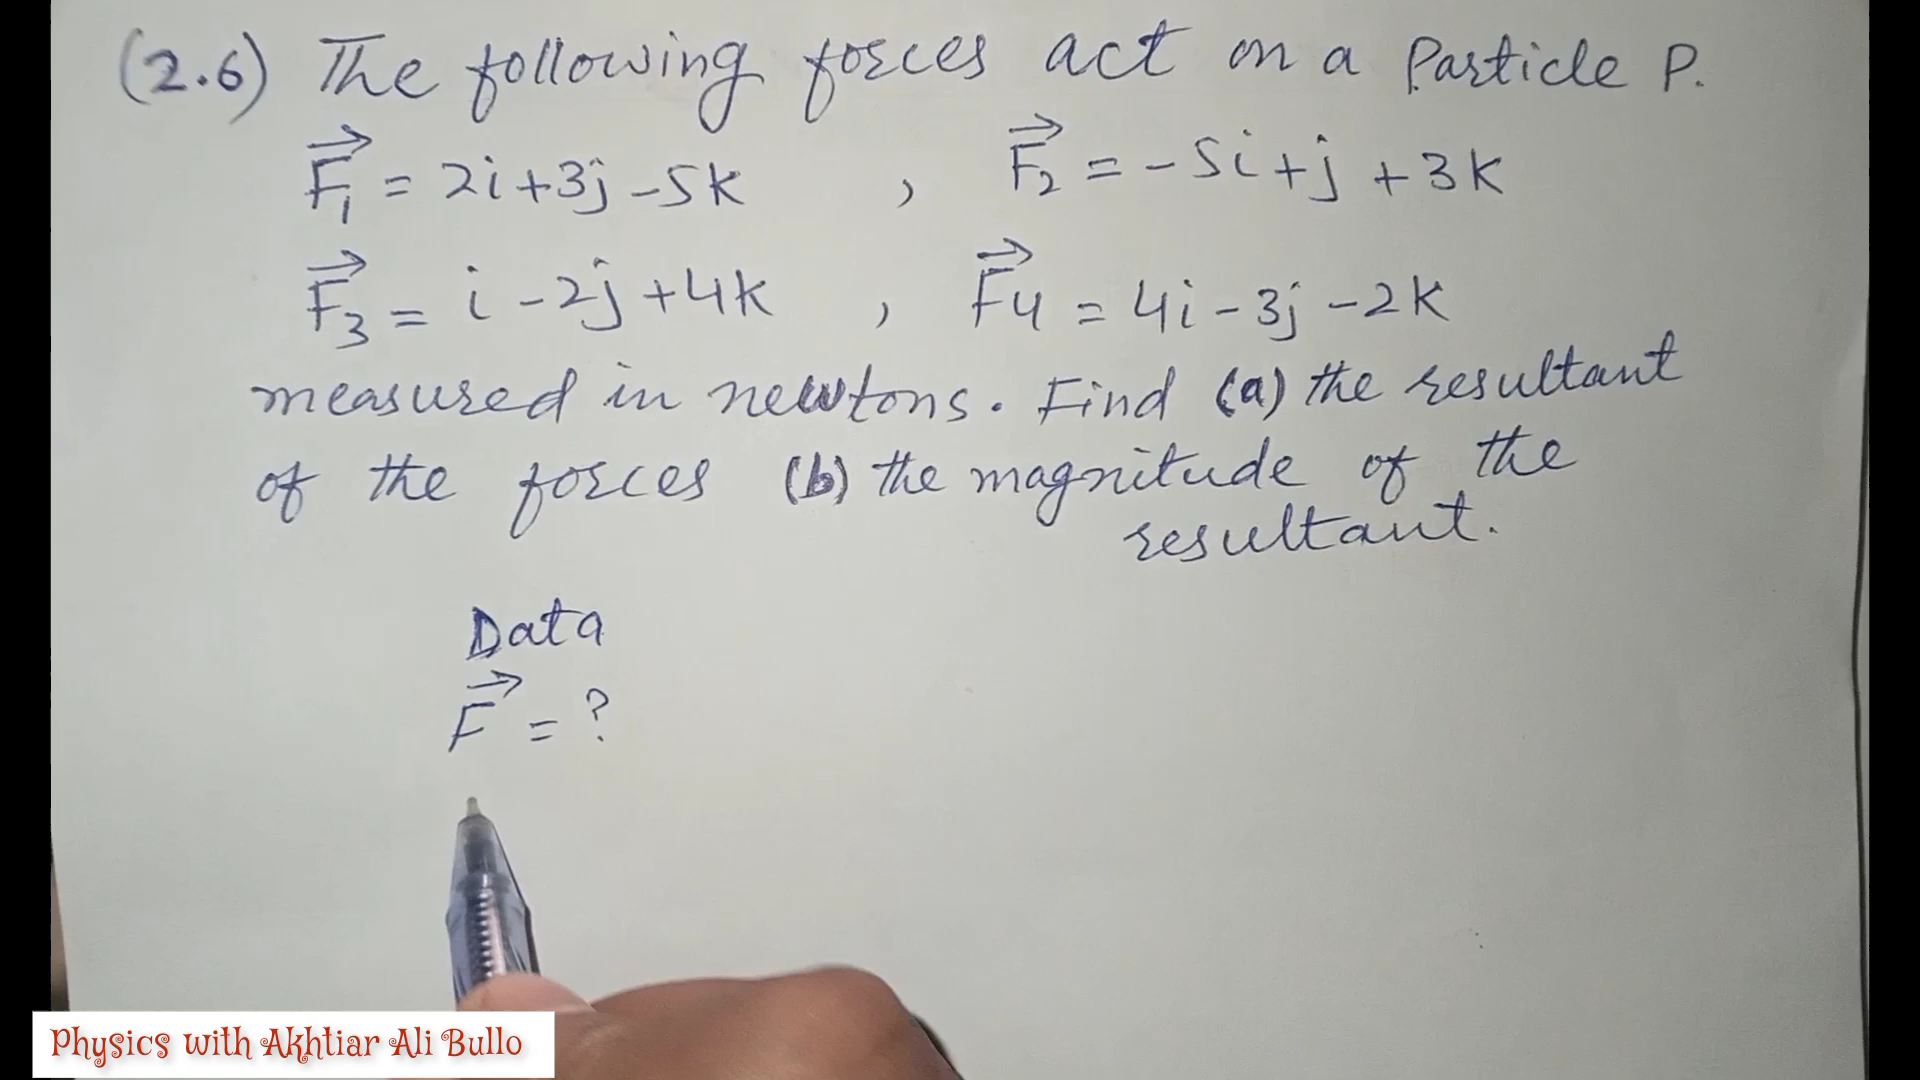 (2.6) The following forces act on a Particle P.
F₁ = 2i+3j-5k , F₂ = -5i+j+3k
F₃ = i-2j+4k , F4 = 4i-3j-2k
measured in newtons. Find (a) the resultant
of the forces (b) the magnitude of the
resultant.
Data
F = ?
Physics with Akhtiar Ali Bullo